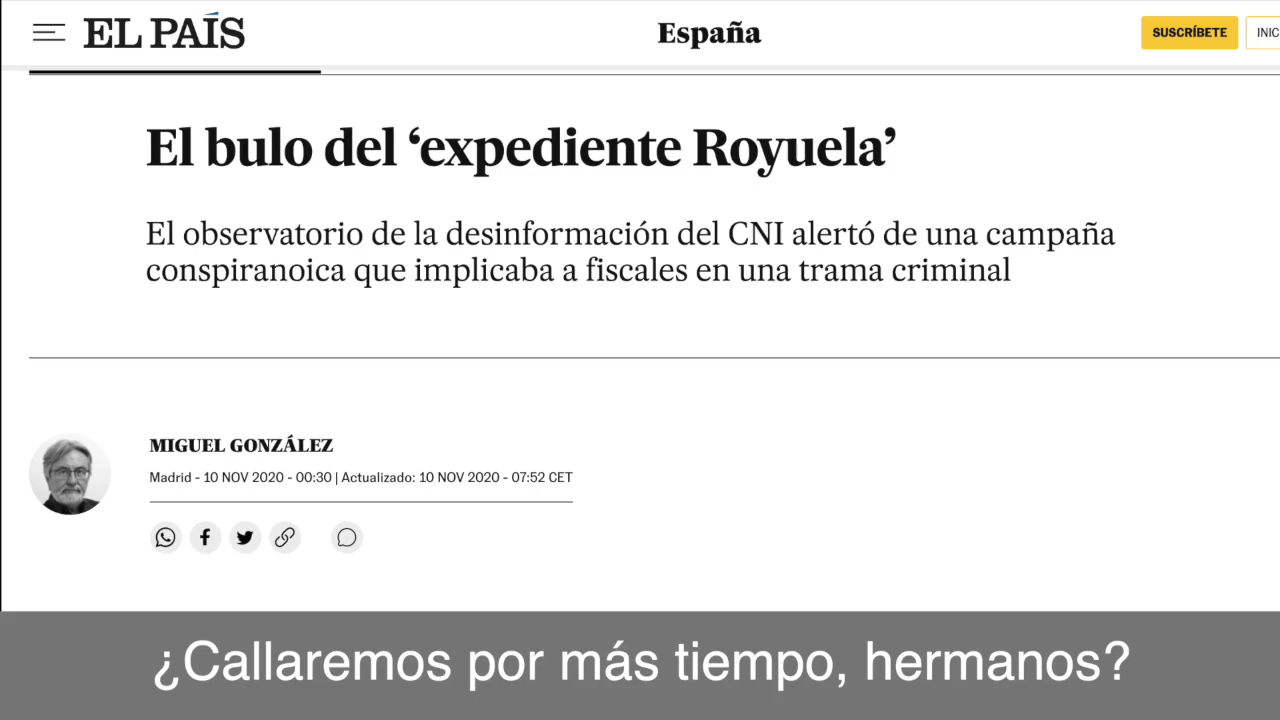 EL PAÍS
España
SUSCRÍBETE
INIC
El bulo del ‘expediente Royuela’
El observatorio de la desinformación del CNI alertó de una campaña
conspiranoica que implicaba a fiscales en una trama criminal
MIGUEL GONZÁLEZ
Madrid - 10 NOV 2020 - 00:30 | Actualizado: 10 NOV 2020 - 07:52 CET
¿Callaremos por más tiempo, hermanos?